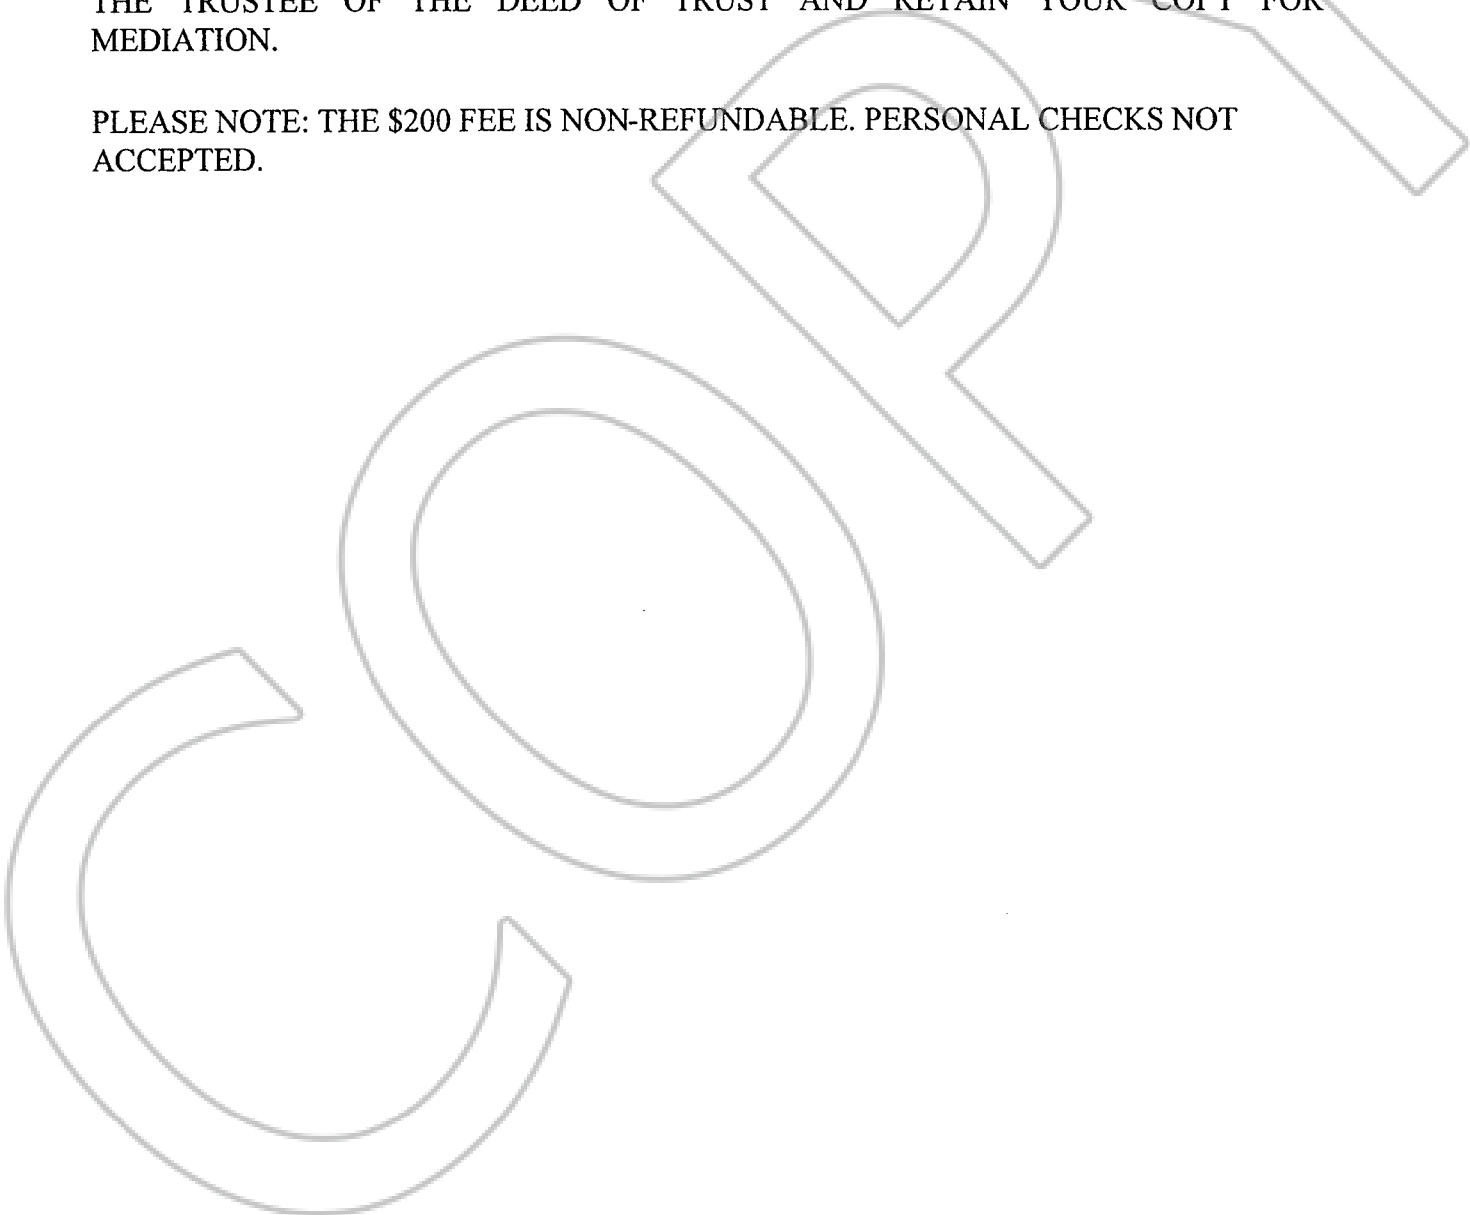 THE TRUSTEE OF THE DEED OF TRUST AND RETAIN YOUR COPY FOR
MEDIATION.
PLEASE NOTE: THE $200 FEE IS NON-REFUNDABLE. PERSONAL CHECKS NOT
ACCEPTED.
COPY